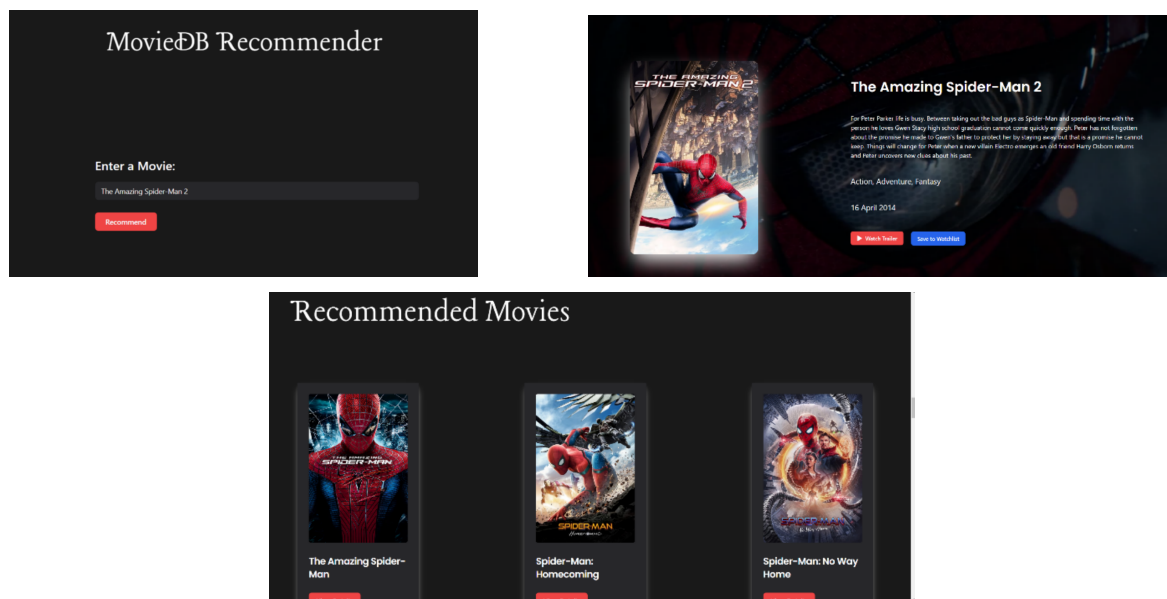 MovieDB Recommender
Enter a Movie:
The Amazing Spider-Man 2
Recommend
THE AMAZING
SPIDER-MAN 2
The Amazing Spider-Man 2
For Peter Parker life is busy. Between taking out the bad guys as Spider-Man and spending time with the
person he loves Gwen Stacy high school graduation cannot come quickly enough. Peter has not forgotten
about the promise he made to Gwen's father to protect her by staying away but that is a promise he cannot
keep. Things will change for Peter when a new villain Electro emerges an old friend Harry Osborn returns
and Peter uncovers new clues about his past.
Action, Adventure, Fantasy
16 April 2014
Watch Trailer
Save to Watchlist
Recommended Movies
THE AMAZING
SPIDER-MAN
The Amazing Spider-
Man
SPIDER-MAN
HOMECOMING
Spider-Man:
Homecoming
SPIDER-MAN
NO WAY HOME
Spider-Man: No Way
Home